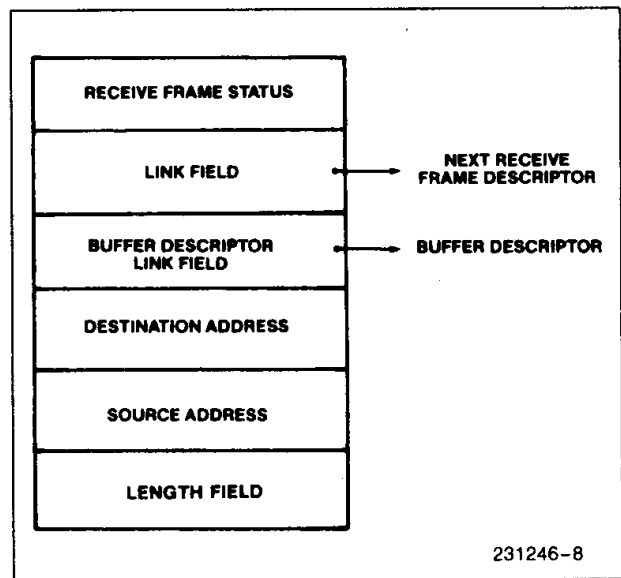 RECEIVE FRAME STATUS
LINK FIELD
NEXT RECEIVE
FRAME DESCRIPTOR
BUFFER DESCRIPTOR
LINK FIELD
BUFFER DESCRIPTOR
DESTINATION ADDRESS
SOURCE ADDRESS
LENGTH FIELD
231246-8